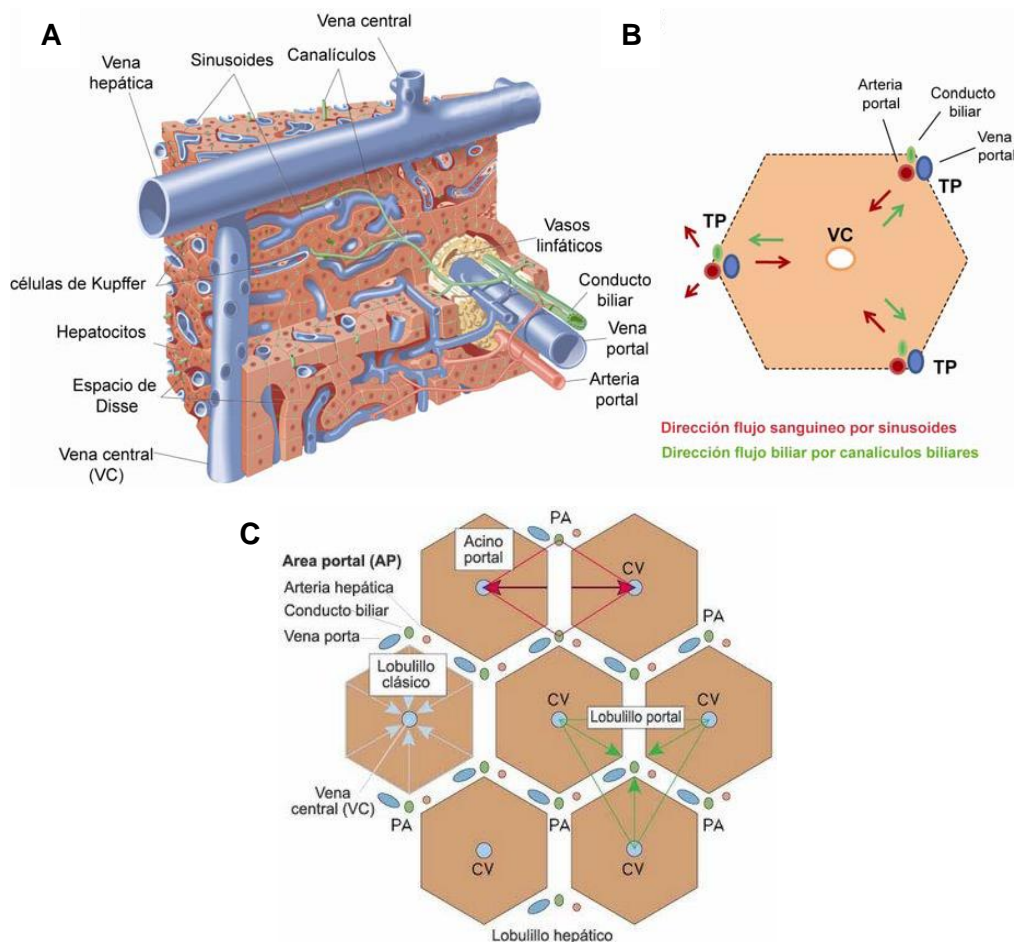 A
Vena central
Vena
hepática
Sinusoides
Canalículos
Vasos
linfáticos
células de Kupffer
Conducto
biliar
Hepatocitos
Vena
portal
Espacio de
Disse
Arteria
portal
Vena central
(VC)
B
Arteria
portal
Conducto
biliar
Vena
portal
TP
TP
VC
TP
Dirección flujo sanguineo por sinusoides
Dirección flujo biliar por canaliculos biliares
C
PA
Area portal (AP)
Acino
portal
CV
Arteria hepática
Conducto biliar
Vena porta
PA
Lobulillo
clásico
CV
Lobulillo portal
CV
Vena
central (VC)
PA
PA
PA
CV
CV
Lobulillo hepático